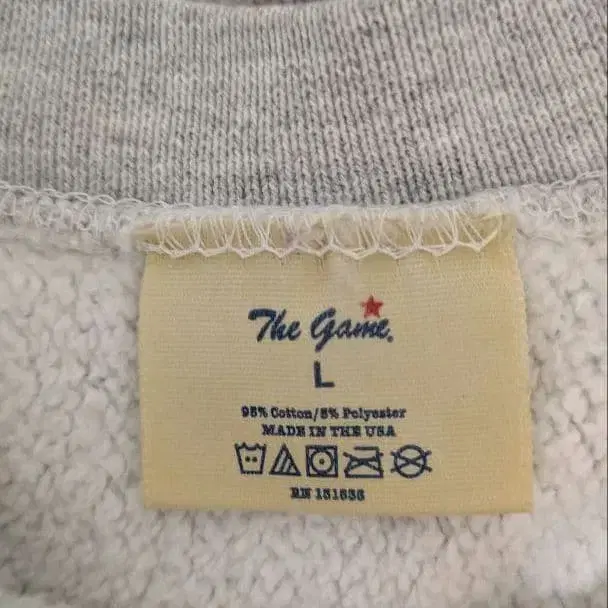 The Game.
L
95% Cotton/5% Polyester
MADE IN THE USA
RN 151636